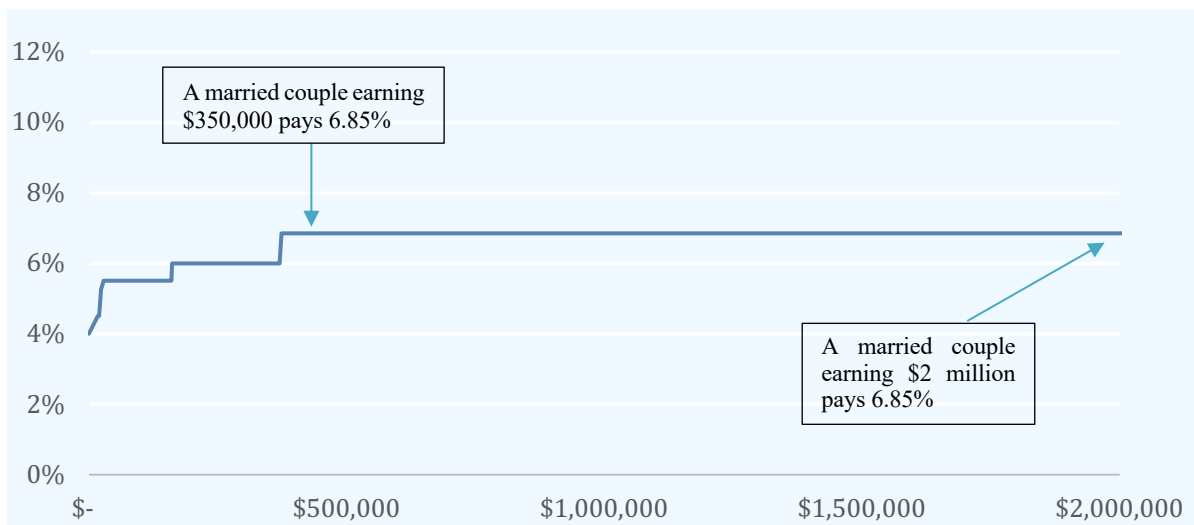 12%
10%
8%
6%
4%
2%
0%
A married couple earning
$350,000 pays 6.85%
A married couple
earning $2 million
pays 6.85%
$-
$500,000
$1,000,000
$1,500,000
$2,000,000